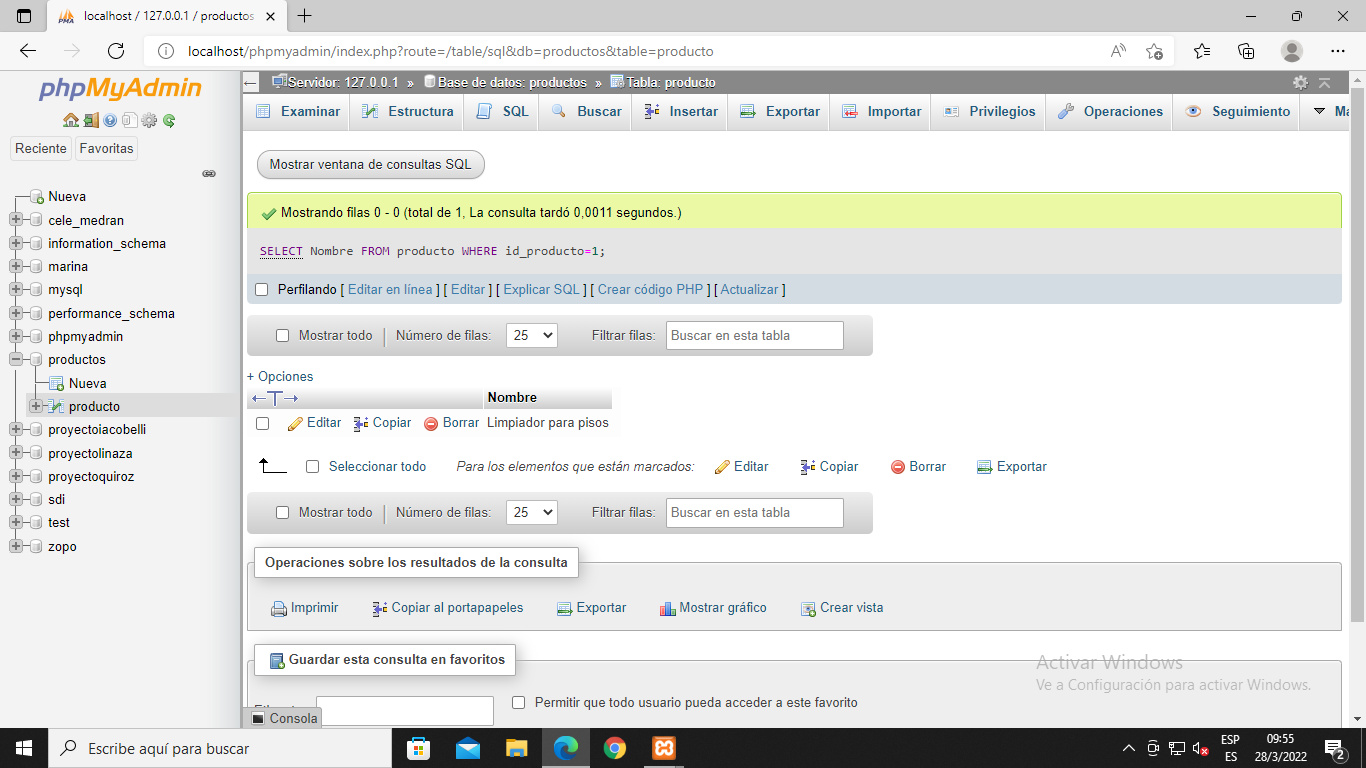 localhost / 127.0.0.1 / productos
localhost/phpmyadmin/index.php?route=/table/sql&db=productos&table=producto
phpMyAdmin
Reciente Favoritas
Nueva
cele_medran
information_schema
marina
mysql
performance_schema
phpmyadmin
productos
Nueva
producto
proyectoiacobelli
proyectolinaza
proyectoquiroz
sdi
test
zopo
Servidor: 127.0.0.1 » Base de datos: productos » Tabla: producto
Examinar Estructura SQL Buscar Insertar Exportar Importar Privilegios Operaciones Seguimiento
Mostrar ventana de consultas SQL
Mostrando filas 0 - 0 (total de 1, La consulta tardó 0,0011 segundos.)
SELECT Nombre FROM producto WHERE id_producto=1;
Perfilando [ Editar en línea ] [ Editar ] [ Explicar SQL ] [ Crear código PHP ] [ Actualizar ]
Mostrar todo Número de filas: 25 Filtrar filas: Buscar en esta tabla
+ Opciones
←T→ Nombre
Editar Copiar Borrar Limpiador para pisos
Seleccionar todo Para los elementos que están marcados: Editar Copiar Borrar Exportar
Mostrar todo Número de filas: 25 Filtrar filas: Buscar en esta tabla
Operaciones sobre los resultados de la consulta
Imprimir Copiar al portapapeles Exportar Mostrar gráfico Crear vista
Guardar esta consulta en favoritos
Permitir que todo usuario pueda acceder a este favorito
Consola
Activar Windows
Ve a Configuración para activar Windows.
Escribe aquí para buscar
ESP
ES
09:55
28/3/2022
2